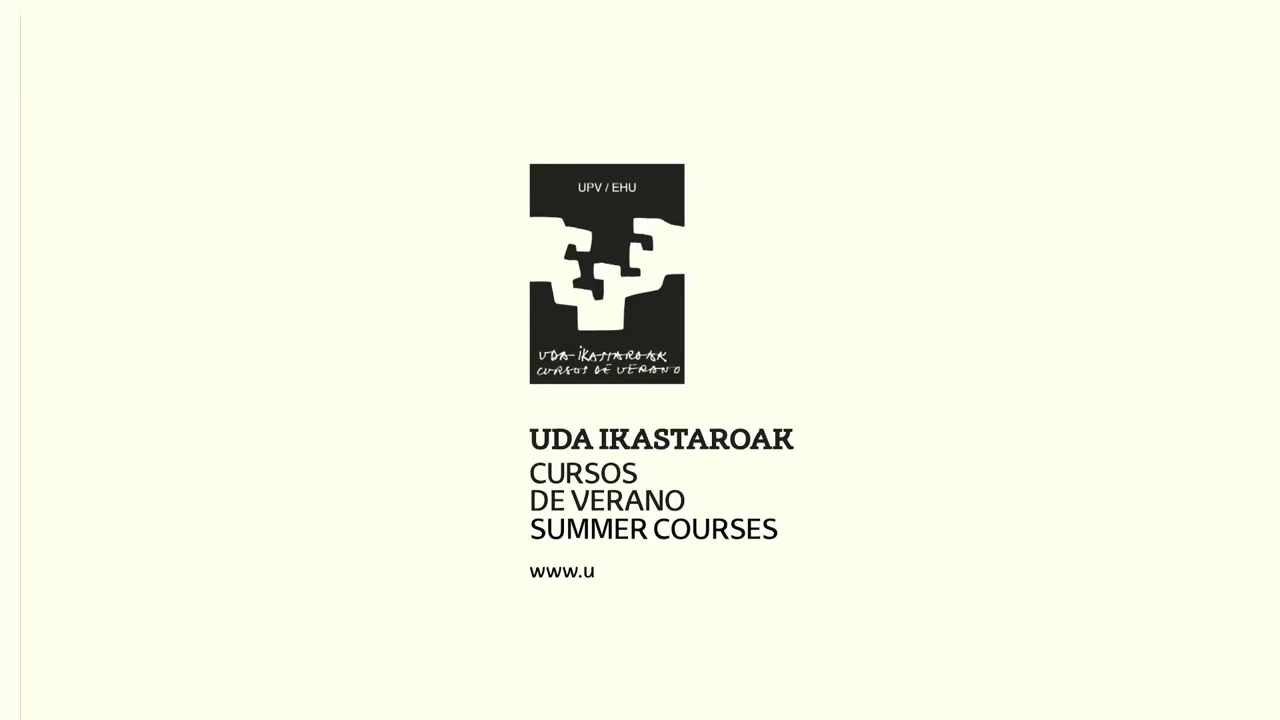 UPV / EHU
UDA IKASTAROAK
CURSOS DE VERANO
UDA IKASTAROAK
CURSOS
DE VERANO
SUMMER COURSES
www.u